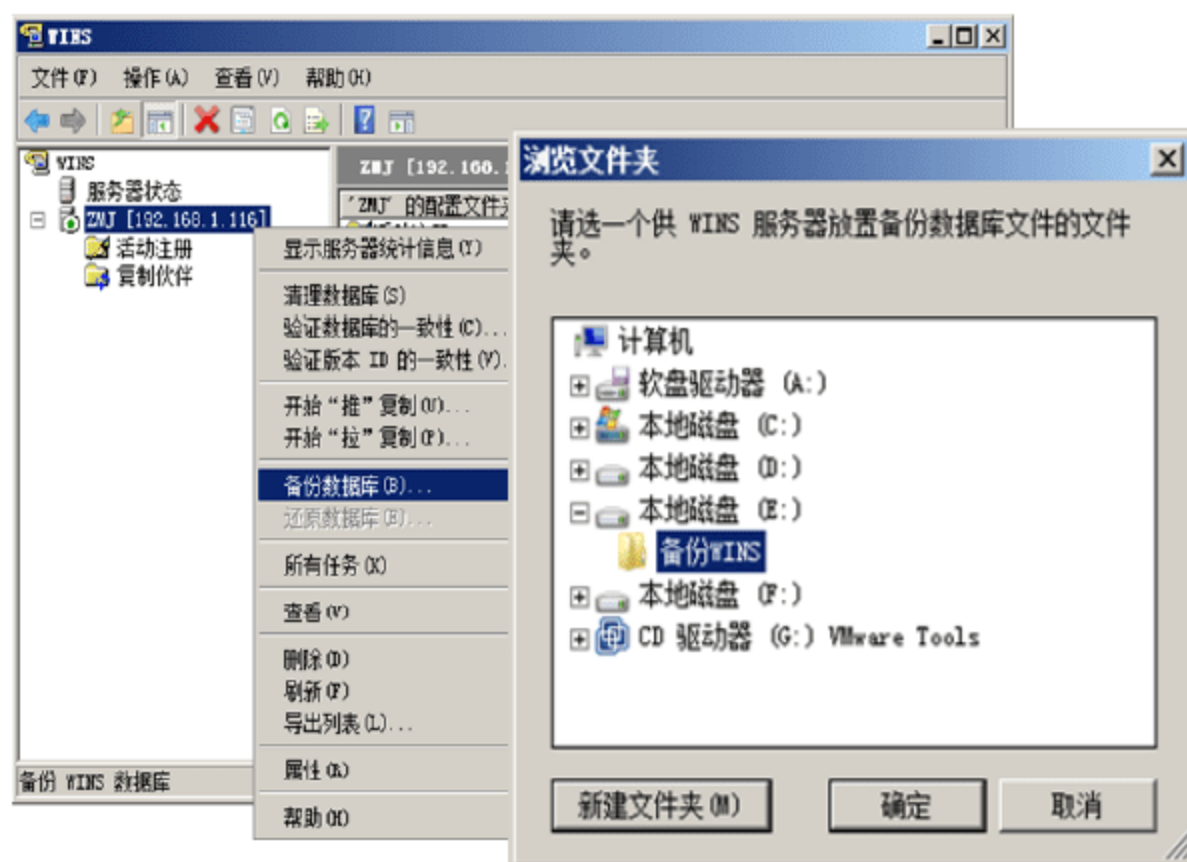 WINS
文件(F) 操作(A) 查看(V) 帮助(H)
WINS
服务器状态
ZMJ [192.168.1.116]
活动注册
复制伙伴
ZMJ [192.168.1
'ZMJ' 的配置文件
显示服务器统计信息(Y)
清理数据库(S)
验证数据库的一致性(C)...
验证版本 ID 的一致性(V).
开始“推”复制(U)...
开始“拉”复制(P)...
备份数据库(B)...
还原数据库(E)...
所有任务(K)
查看(V)
删除(D)
刷新(F)
导出列表(L)...
属性(R)
帮助(H)
备份 WINS 数据库
浏览文件夹
请选一个供 WINS 服务器放置备份数据库文件的文件
夹。
计算机
软盘驱动器 (A:)
本地磁盘 (C:)
本地磁盘 (D:)
本地磁盘 (E:)
备份WINS
本地磁盘 (F:)
CD 驱动器 (G:) VMware Tools
新建文件夹(M) 确定 取消